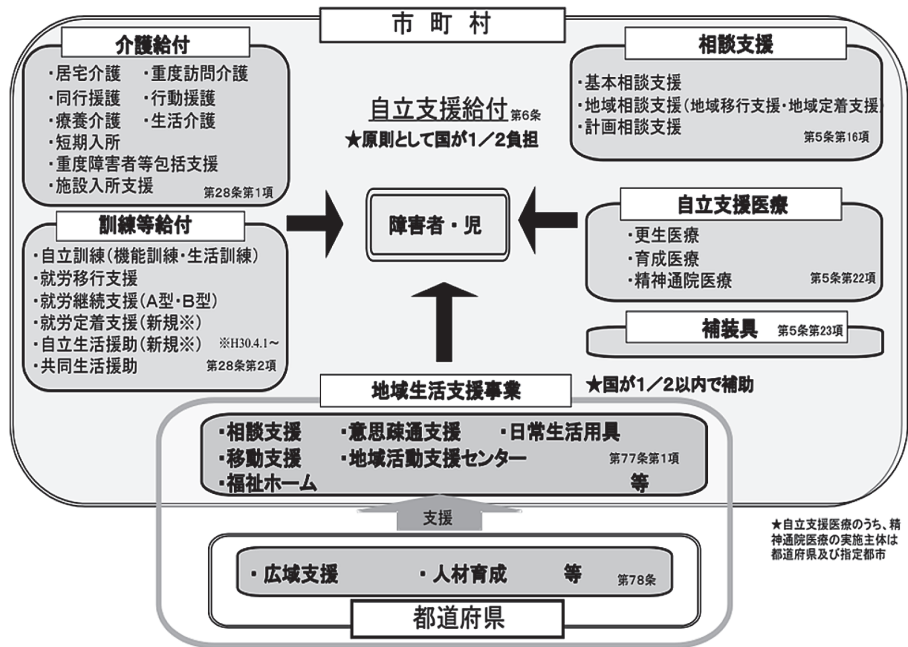 市 町 村
介護給付
・居宅介護 ・重度訪問介護
・同行援護 ・行動援護
・療養介護 ・生活介護
・短期入所
・重度障害者等包括支援
・施設入所支援 第28条第1項
自立支援給付 第6条
★原則として国が1/2負担
相談支援
・基本相談支援
・地域相談支援(地域移行支援・地域定着支援)
・計画相談支援 第5条第16項
訓練等給付
・自立訓練(機能訓練・生活訓練)
・就労移行支援
・就労継続支援(A型・B型)
・就労定着支援(新規※)
・自立生活援助(新規※) ※H30.4.1~
・共同生活援助 第28条第2項
障害者・児
自立支援医療
・更生医療
・育成医療
・精神通院医療 第5条第22項
補装具 第5条第23項
地域生活支援事業
★国が1/2以内で補助
・相談支援 ・意思疎通支援 ・日常生活用具
・移動支援 ・地域活動支援センター 第77条第1項
・福祉ホーム 等
支援
・広域支援 ・人材育成 等 第78条
都道府県
★自立支援医療のうち、精
神通院医療の実施主体は
都道府県及び指定都市